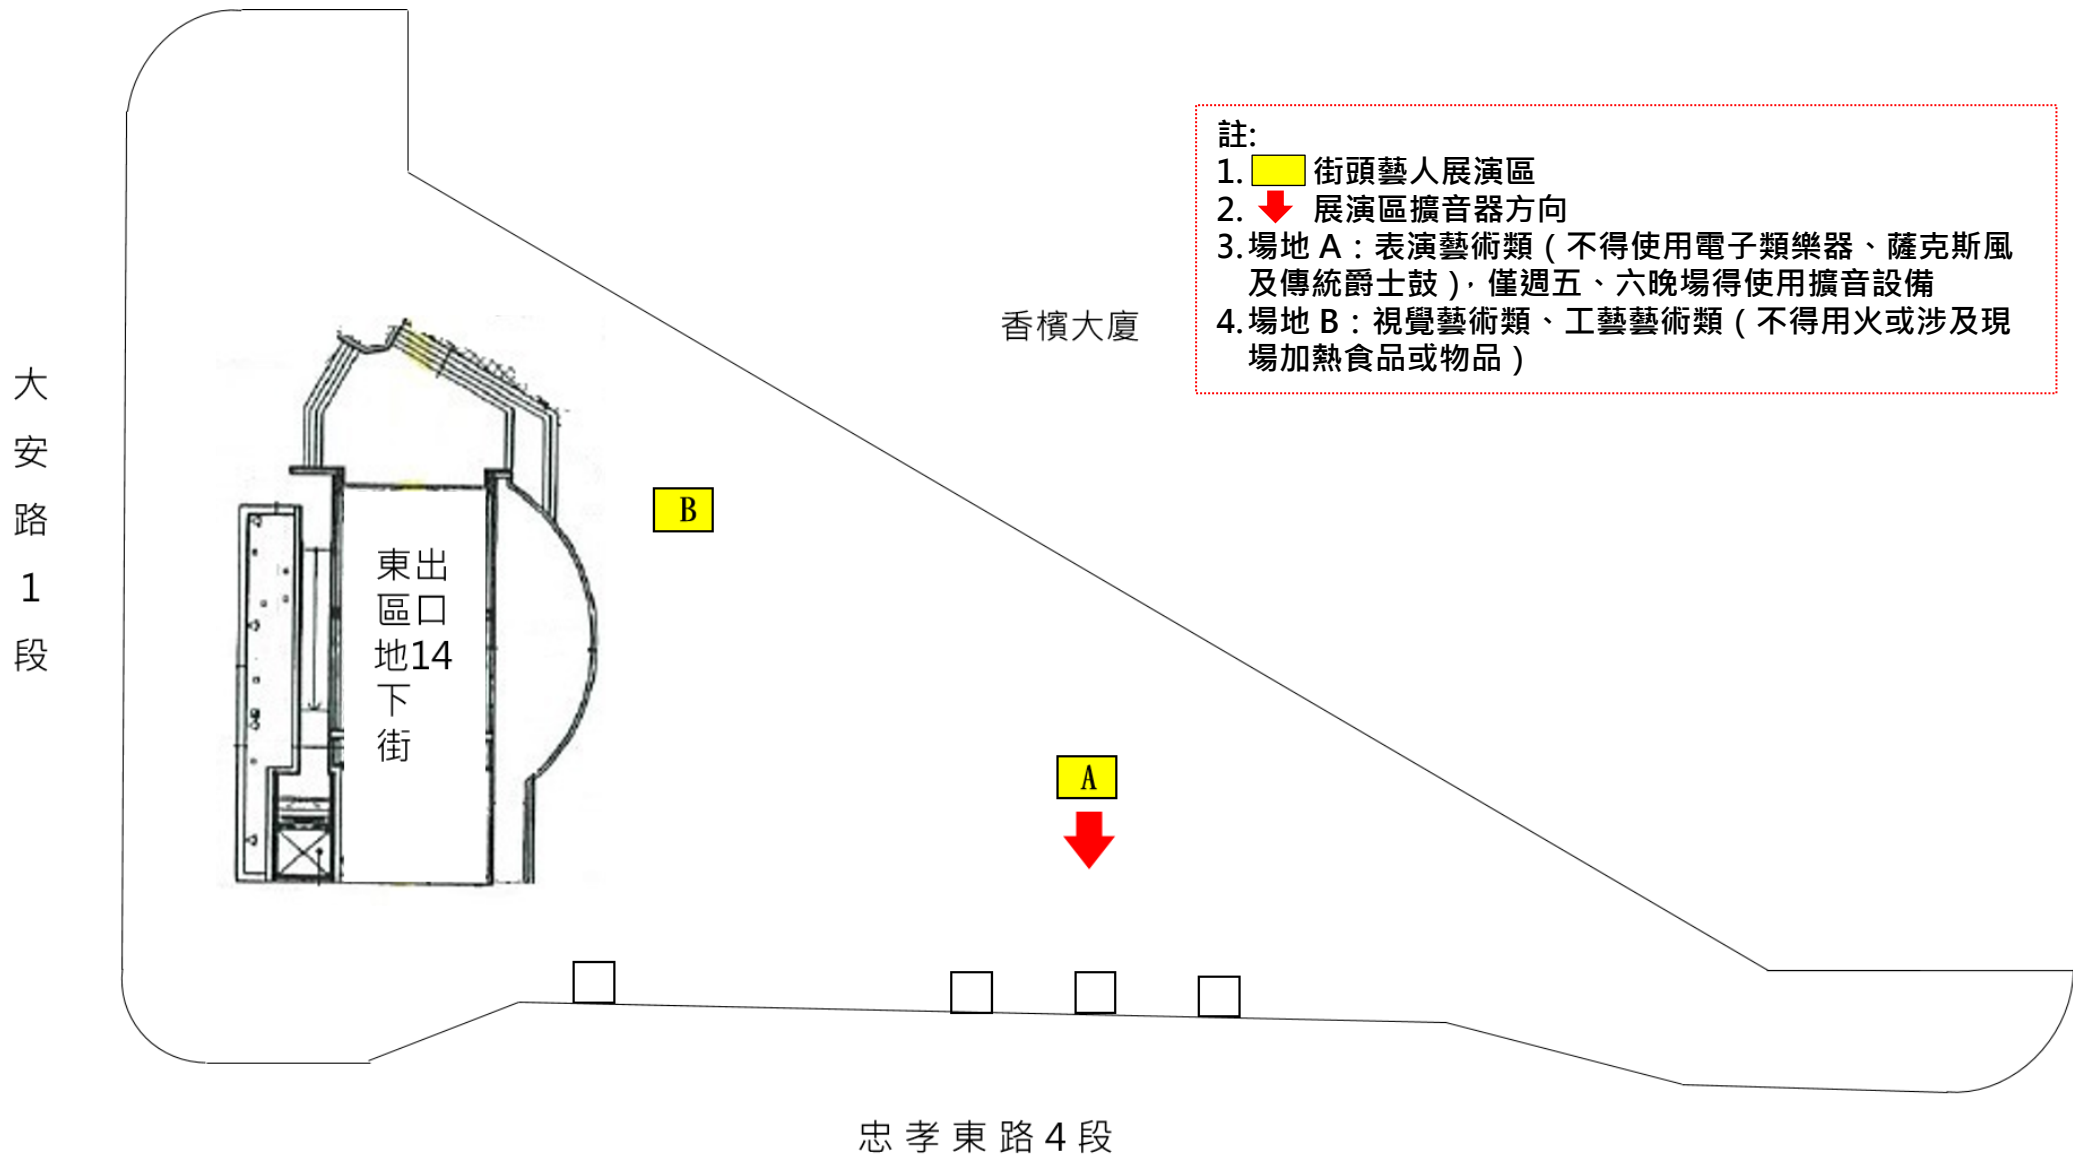 註:
1. 街頭藝人展演區
2. 展演區擴音器方向
3.場地 A：表演藝術類（不得使用電子類樂器、薩克斯風
及傳統爵士鼓），僅週五、六晚場得使用擴音設備
4.場地 B：視覺藝術類、工藝藝術類（不得用火或涉及現
場加熱食品或物品）
香檳大廈
大安路1段
B
東區地下街
出口14
A
忠孝東路4段